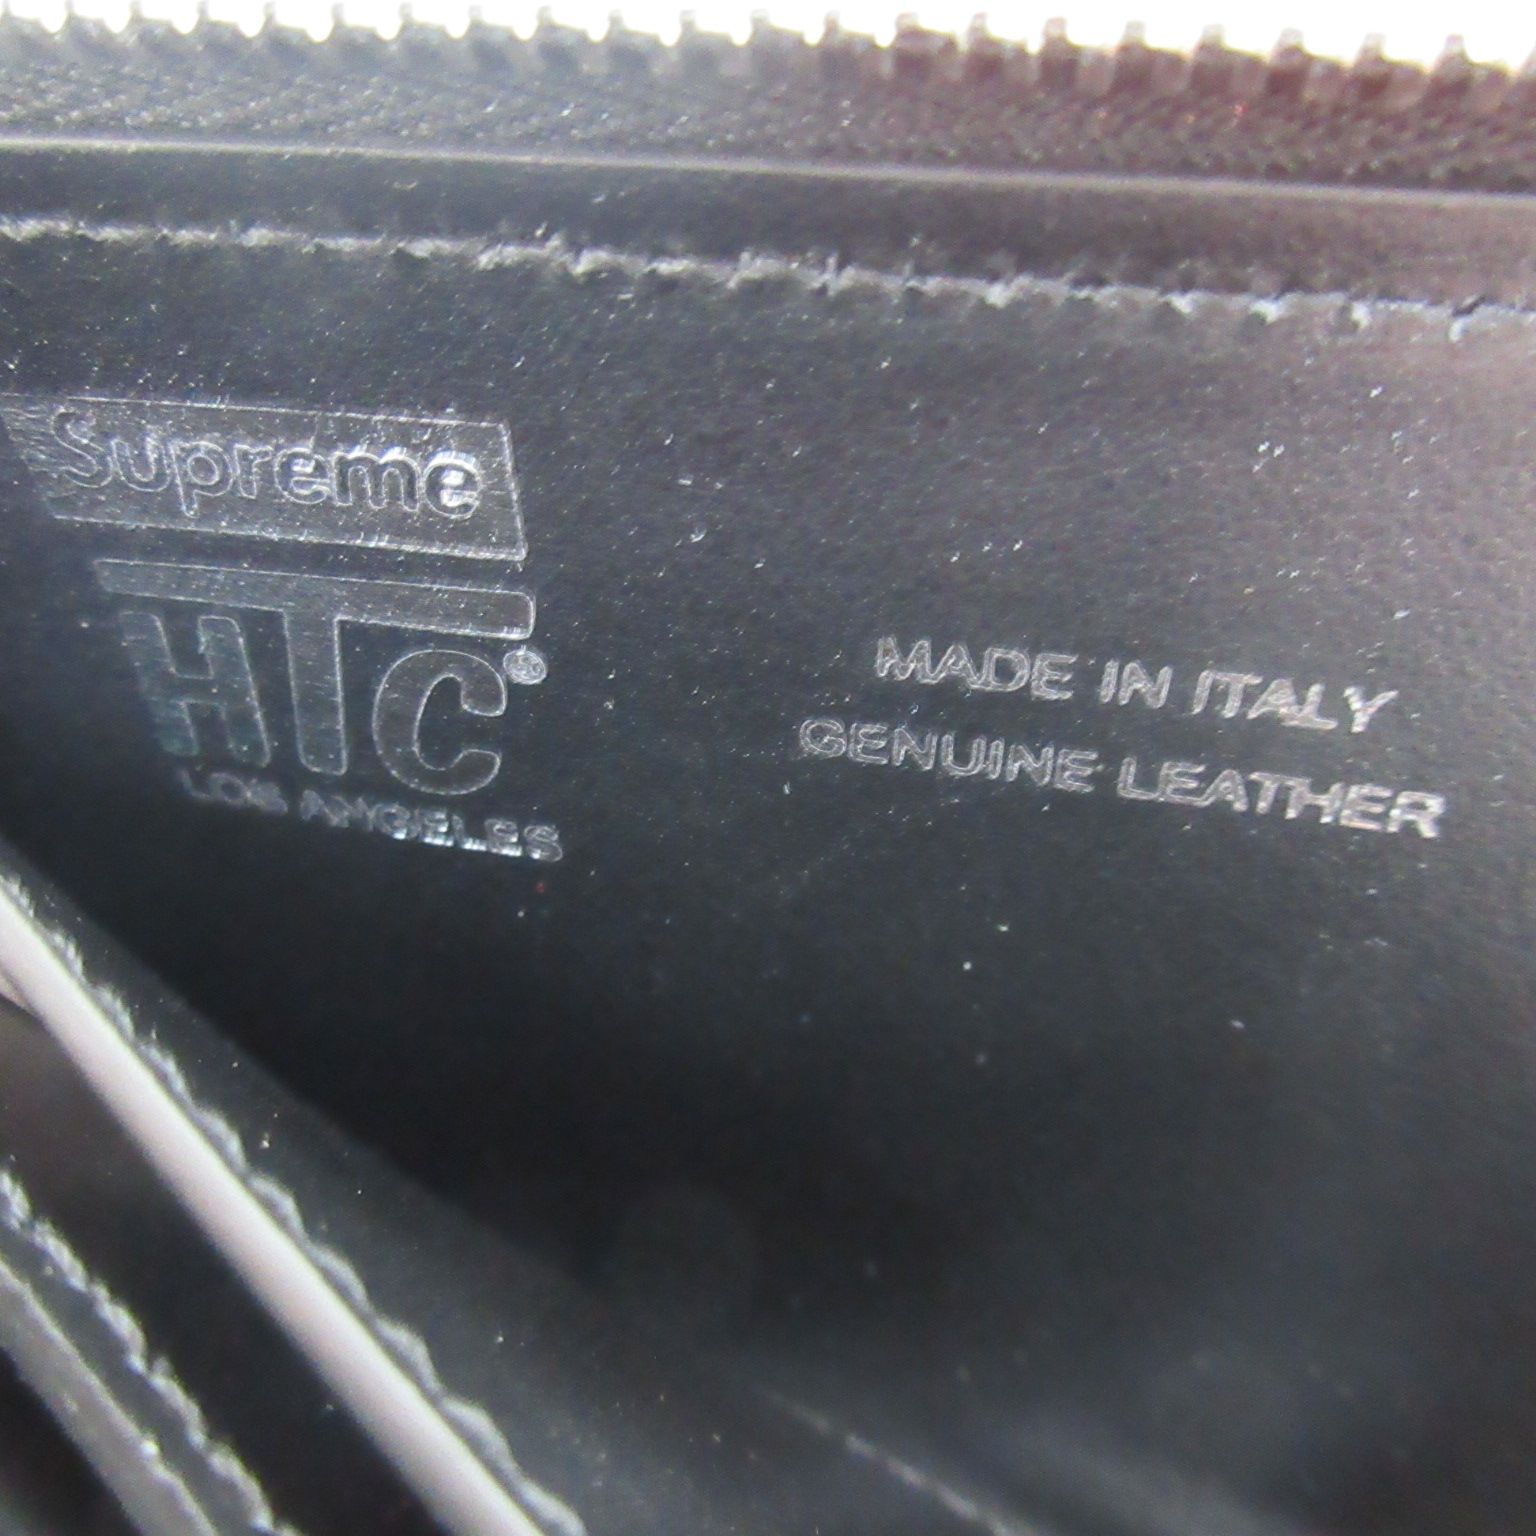 Supreme
HTC®
LOS ANGELES
MADE IN ITALY
GENUINE LEATHER